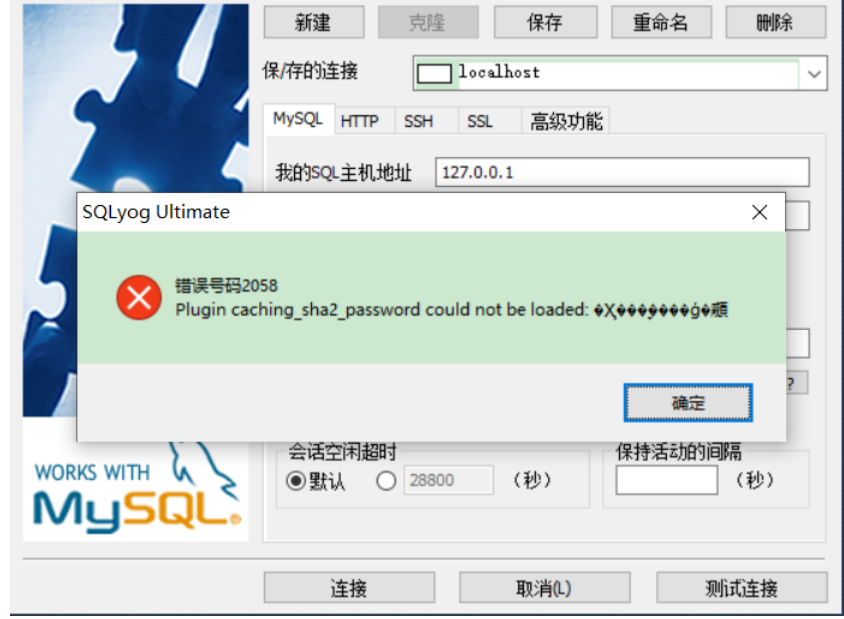 新建
克隆
保存
重命名
删除
保/存的连接
localhost
MySQL
HTTP
SSH
SSL
高级功能
我的SQL主机地址
127.0.0.1
SQLyog Ultimate
错误号码2058
Plugin caching_sha2_password could not be loaded:
?
确定
会话空闲超时
保持活动的间隔
默认
28800
(秒)
(秒)
WORKS WITH
MySQL
连接
取消(L)
测试连接